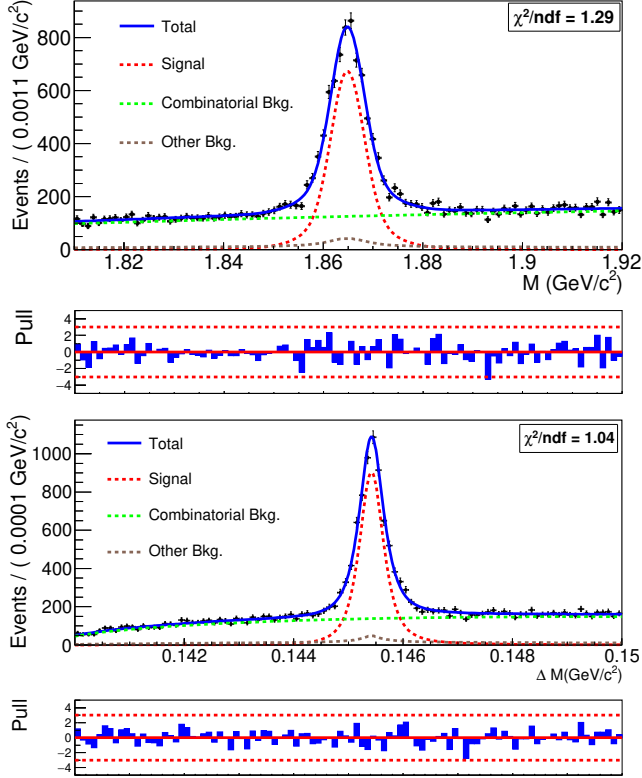 χ²/ndf = 1.29
Total
Signal
Combinatorial Bkg.
Other Bkg.
Events / ( 0.0011 GeV/c²)
800
600
400
200
0
1.82 1.84 1.86 1.88 1.9 1.92
M (GeV/c²)
Pull
4
2
0
−2
−4
χ²/ndf = 1.04
Total
Signal
Combinatorial Bkg.
Other Bkg.
Events / ( 0.0001 GeV/c²)
1000
800
600
400
200
0
0.142 0.144 0.146 0.148 0.15
Δ M(GeV/c²)
Pull
4
2
0
−2
−4